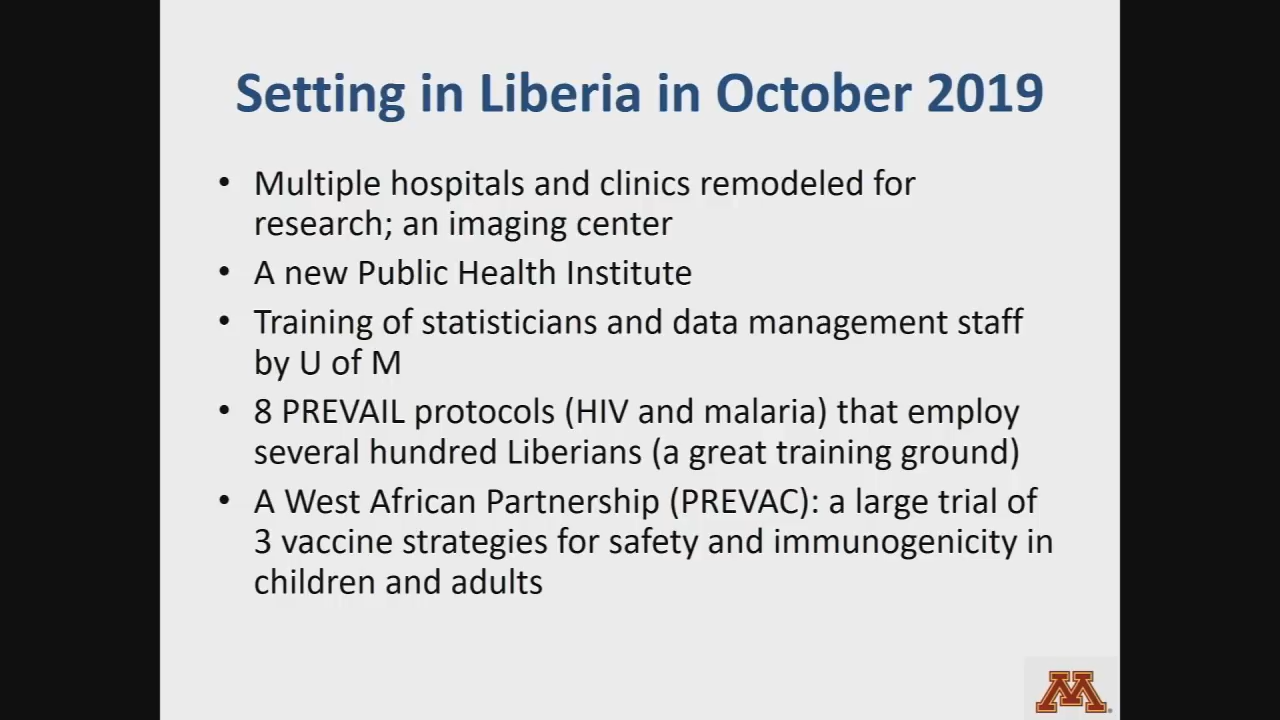 Setting in Liberia in October 2019
• Multiple hospitals and clinics remodeled for
research; an imaging center
• A new Public Health Institute
• Training of statisticians and data management staff
by U of M
• 8 PREVAIL protocols (HIV and malaria) that employ
several hundred Liberians (a great training ground)
• A West African Partnership (PREVAC): a large trial of
3 vaccine strategies for safety and immunogenicity in
children and adults
M